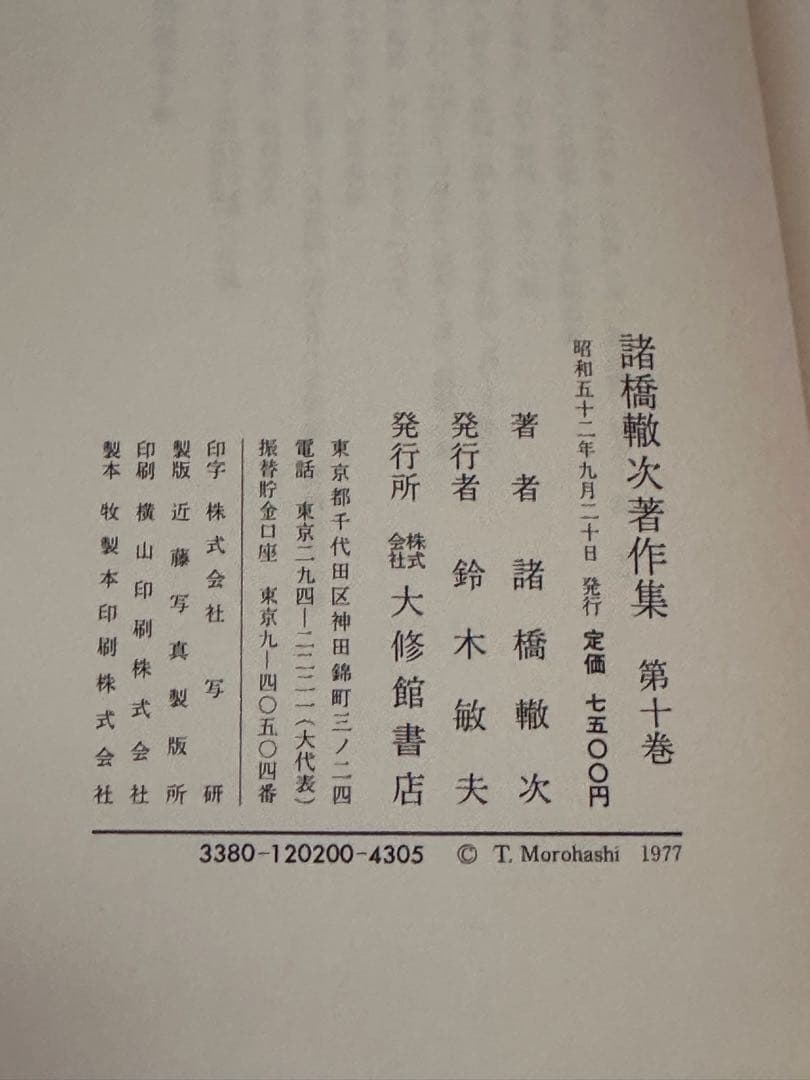 諸橋轍次著作集 第十巻
昭和五十二年九月二十日 発行 定価 七五〇〇円
著者 諸橋轍次
発行者 鈴木敏夫
発行所 株式会社 大修館書店
東京都千代田区神田錦町三ノ二四
電話 東京二九四―二二二一(大代表)
振替貯金口座 東京九―四〇五〇四番
印字 株式会社 写研
製版 近藤写真製版所
印刷 横山印刷株式会社
製本 牧製本印刷株式会社
3380-120200-4305 © T. Morohashi 1977